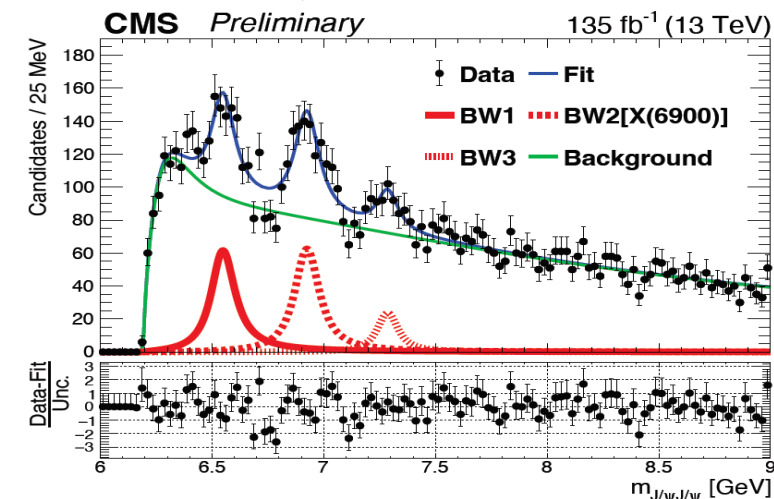 CMS Preliminary 135 fb⁻¹ (13 TeV)
Candidates / 25 MeV
180
160
140
120
100
80
60
40
20
0
Data Fit
BW1 BW2[X(6900)]
BW3 Background
Data-Fit
Unc.
3
2
1
0
−1
−2
−3
6 6.5 7 7.5 8 8.5 9
m J/ψJ/ψ [GeV]